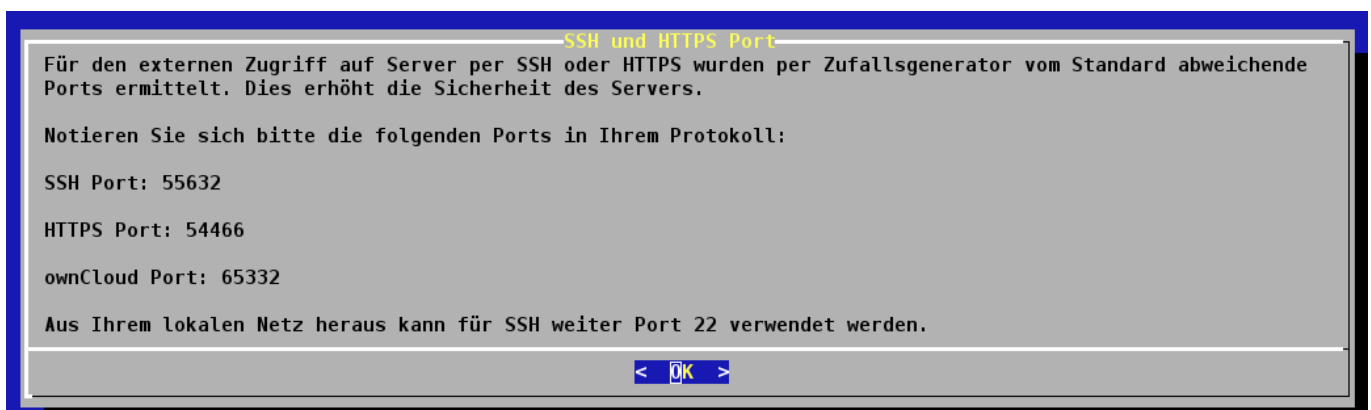 SSH und HTTPS Port
Für den externen Zugriff auf Server per SSH oder HTTPS wurden per Zufallsgenerator vom Standard abweichende
Ports ermittelt. Dies erhöht die Sicherheit des Servers.
Notieren Sie sich bitte die folgenden Ports in Ihrem Protokoll:
SSH Port: 55632
HTTPS Port: 54466
ownCloud Port: 65332
Aus Ihrem lokalen Netz heraus kann für SSH weiter Port 22 verwendet werden.
< OK >